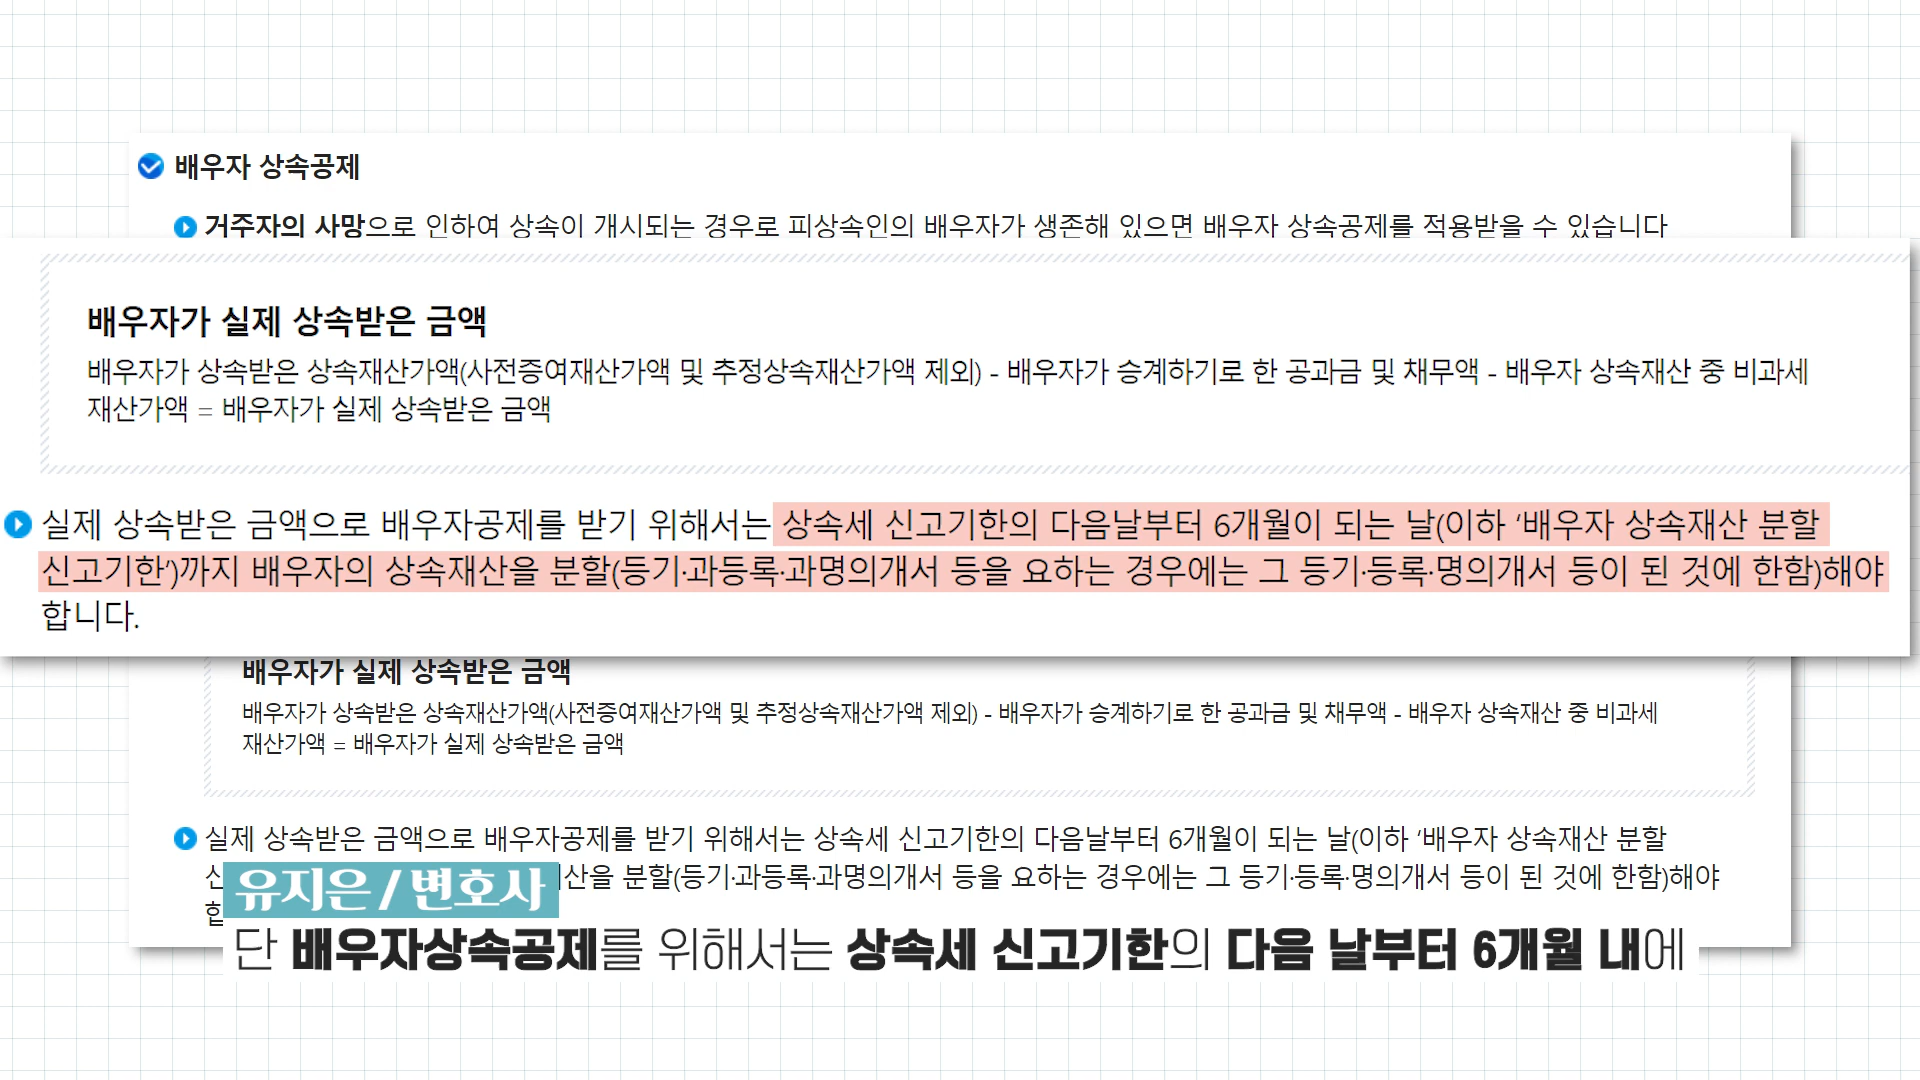 배우자 상속공제
거주자의 사망으로 인하여 상속이 개시되는 경우로 피상속인의 배우자가 생존해 있으면 배우자 상속공제를 적용받을 수 있습니다
배우자가 실제 상속받은 금액
배우자가 상속받은 상속재산가액(사전증여재산가액 및 추정상속재산가액 제외) - 배우자가 승계하기로 한 공과금 및 채무액 - 배우자 상속재산 중 비과세
재산가액 = 배우자가 실제 상속받은 금액
실제 상속받은 금액으로 배우자공제를 받기 위해서는 상속세 신고기한의 다음날부터 6개월이 되는 날(이하 ‘배우자 상속재산 분할
신고기한’)까지 배우자의 상속재산을 분할(등기·과등록·과명의개서 등을 요하는 경우에는 그 등기·등록·명의개서 등이 된 것에 한함)해야
합니다.
배우자가 실제 상속받은 금액
배우자가 상속받은 상속재산가액(사전증여재산가액 및 추정상속재산가액 제외) - 배우자가 승계하기로 한 공과금 및 채무액 - 배우자 상속재산 중 비과세
재산가액 = 배우자가 실제 상속받은 금액
실제 상속받은 금액으로 배우자공제를 받기 위해서는 상속세 신고기한의 다음날부터 6개월이 되는 날(이하 ‘배우자 상속재산 분할
산을 분할(등기·과등록·과명의개서 등을 요하는 경우에는 그 등기·등록·명의개서 등이 된 것에 한함)해야
유지은 / 변호사
단 배우자상속공제를 위해서는 상속세 신고기한의 다음 날부터 6개월 내에